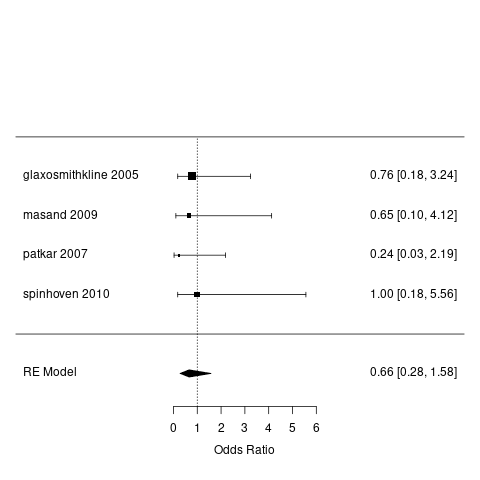 glaxosmithkline 2005 0.76 [0.18, 3.24]
masand 2009 0.65 [0.10, 4.12]
patkar 2007 0.24 [0.03, 2.19]
spinhoven 2010 1.00 [0.18, 5.56]
RE Model 0.66 [0.28, 1.58]
0 1 2 3 4 5 6
Odds Ratio